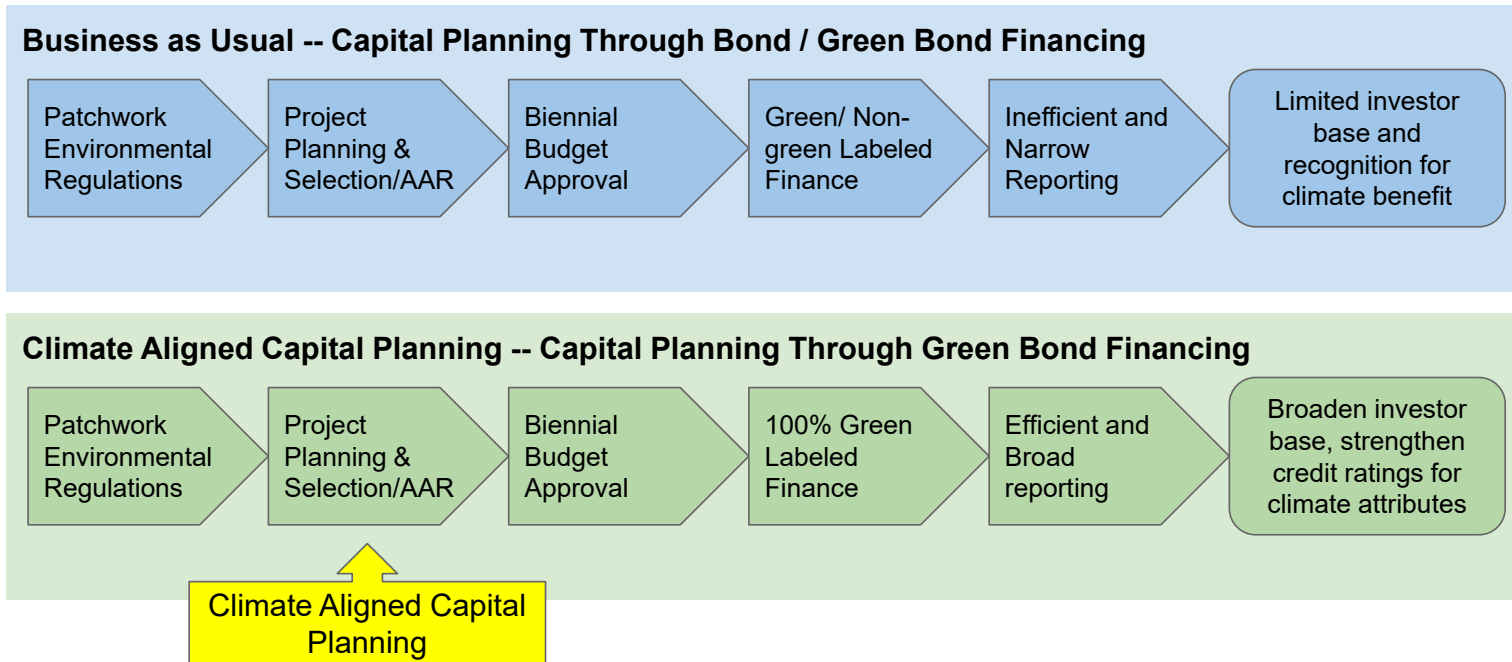 Business as Usual -- Capital Planning Through Bond / Green Bond Financing
Patchwork
Environmental
Regulations
Project
Planning &
Selection/AAR
Biennial
Budget
Approval
Green/ Non-
green Labeled
Finance
Inefficient and
Narrow
Reporting
Limited investor
base and
recognition for
climate benefit
Climate Aligned Capital Planning -- Capital Planning Through Green Bond Financing
Patchwork
Environmental
Regulations
Project
Planning &
Selection/AAR
Biennial
Budget
Approval
100% Green
Labeled
Finance
Efficient and
Broad
reporting
Broaden investor
base, strengthen
credit ratings for
climate attributes
Climate Aligned Capital
Planning